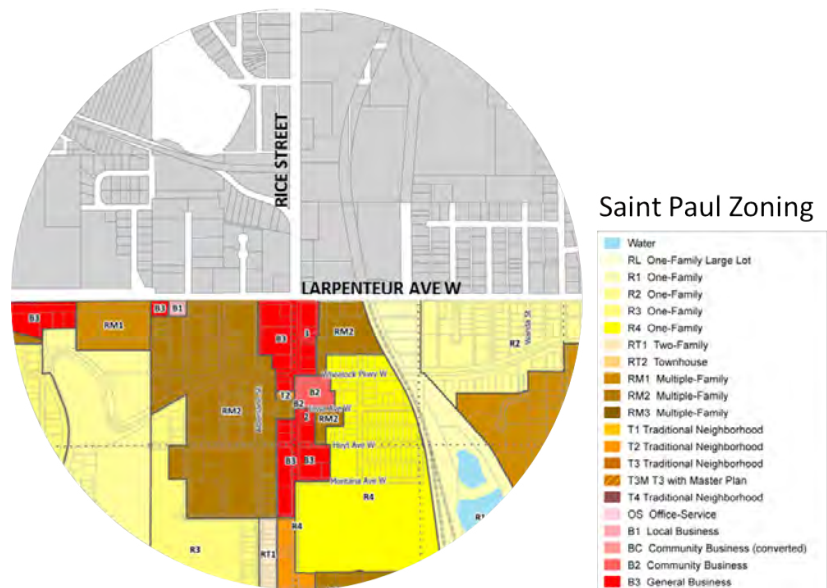 RICE STREET
LARPENTEUR AVE W
B3
RM1
B3
B1
B3
RM2
R2
Wanda St
B2
T2
B2
RM2
RM2
Hoyt Ave W
B3
B3
Montana Ave W
R4
R3
RT1
R4
Saint Paul Zoning
Water
RL One-Family Large Lot
R1 One-Family
R2 One-Family
R3 One-Family
R4 One-Family
RT1 Two-Family
RT2 Townhouse
RM1 Multiple-Family
RM2 Multiple-Family
RM3 Multiple-Family
T1 Traditional Neighborhood
T2 Traditional Neighborhood
T3 Traditional Neighborhood
T3M T3 with Master Plan
T4 Traditional Neighborhood
OS Office-Service
B1 Local Business
BC Community Business (converted)
B2 Community Business
B3 General Business